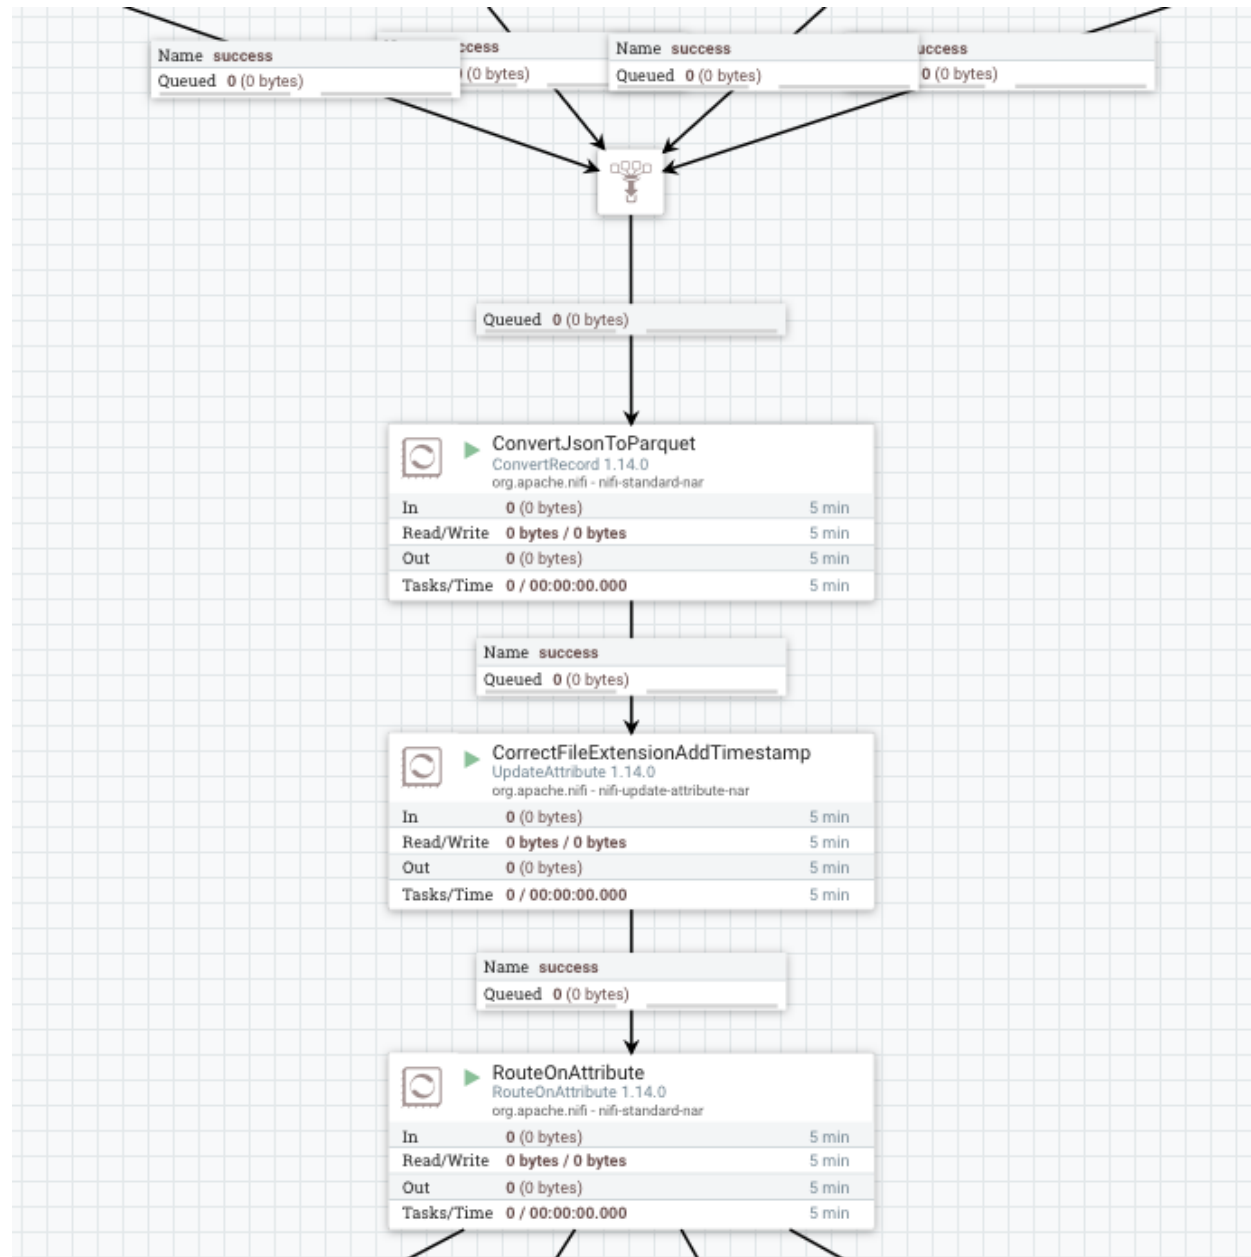 Name success
Queued 0 (0 bytes)
(0 bytes)
Name success
Queued 0 (0 bytes)
0 (0 bytes)
Queued 0 (0 bytes)
ConvertJsonToParquet
ConvertRecord 1.14.0
org.apache.nifi - nifi-standard-nar
In 0 (0 bytes) 5 min
Read/Write 0 bytes / 0 bytes 5 min
Out 0 (0 bytes) 5 min
Tasks/Time 0 / 00:00:00.000 5 min
Name success
Queued 0 (0 bytes)
CorrectFileExtensionAddTimestamp
UpdateAttribute 1.14.0
org.apache.nifi - nifi-update-attribute-nar
In 0 (0 bytes) 5 min
Read/Write 0 bytes / 0 bytes 5 min
Out 0 (0 bytes) 5 min
Tasks/Time 0 / 00:00:00.000 5 min
Name success
Queued 0 (0 bytes)
RouteOnAttribute
RouteOnAttribute 1.14.0
org.apache.nifi - nifi-standard-nar
In 0 (0 bytes) 5 min
Read/Write 0 bytes / 0 bytes 5 min
Out 0 (0 bytes) 5 min
Tasks/Time 0 / 00:00:00.000 5 min